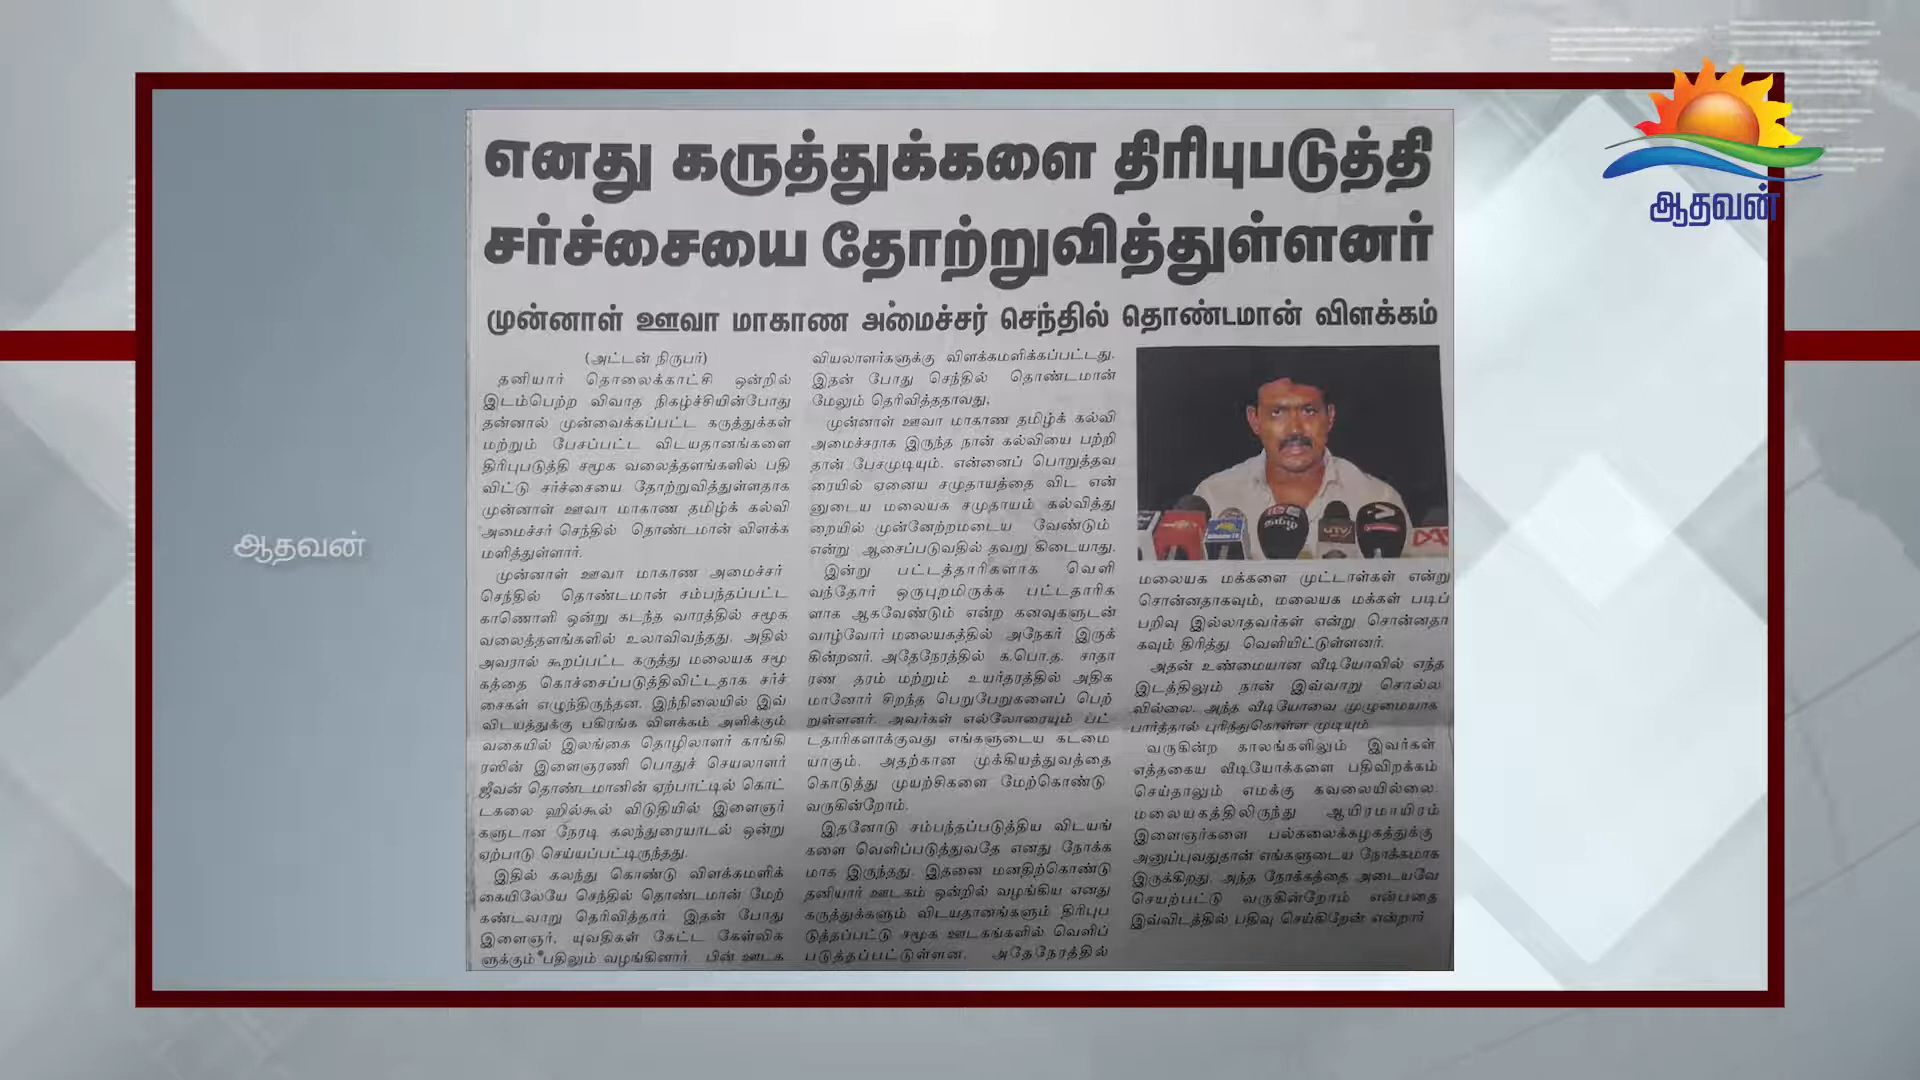 எனது கருத்துக்களை திரிபுபடுத்தி
சர்ச்சையை தோற்றுவித்துள்ளனர்
முன்னாள் ஊவா மாகாண அமைச்சர் செந்தில் தொண்டமான் விளக்கம்
(அட்டன் நிருபர்)
தனியார் தொலைக்காட்சி ஒன்றில்
இடம்பெற்ற விவாத நிகழ்ச்சியின்போது
தன்னால் முன்வைக்கப்பட்ட கருத்துக்கள்
மற்றும் பேசப்பட்ட விடயதானங்களை
திரிபுபடுத்தி சமூக வலைத்தளங்களில் பதி
விட்டு சர்ச்சையை தோற்றுவித்துள்ளதாக
முன்னாள் ஊவா மாகாண தமிழ்க் கல்வி
அமைச்சர் செந்தில் தொண்டமான் விளக்க
மளித்துள்ளார்.
முன்னாள் ஊவா மாகாண அமைச்சர்
செந்தில் தொண்டமான் சம்பந்தப்பட்ட
காணொளி ஒன்று கடந்த வாரத்தில் சமூக
வலைத்தளங்களில் உலாவிவந்தது. அதில்
அவரால் கூறப்பட்ட கருத்து மலையக சமூ
கத்தை கொச்சைப்படுத்திவிட்டதாக சர்ச்
சைகள் எழுந்திருந்தன. இந்நிலையில் இவ்
விடயத்துக்கு பகிரங்க விளக்கம் அளிக்கும்
வகையில் இலங்கை தொழிலாளர் காங்கி
ரஸின் இளைஞரணி பொதுச் செயலாளர்
ஜீவன் தொண்டமானின் ஏற்பாட்டில் கொட்
டகலை ஹில்கூல் விடுதியில் இளைஞர்
களுடான நேரடி கலந்துரையாடல் ஒன்று
ஏற்பாடு செய்யப்பட்டிருந்தது.
இதில் கலந்து கொண்டு விளக்கமளிக்
கையிலேயே செந்தில் தொண்டமான் மேற்
கண்டவாறு தெரிவித்தார். இதன் போது
இளைஞர், யுவதிகள் கேட்ட கேள்விக
ளுக்கும் பதிலும் வழங்கினார். பின் ஊடக
வியலாளர்களுக்கு விளக்கமளிக்கப்பட்டது.
இதன் போது செந்தில் தொண்டமான்
மேலும் தெரிவித்ததாவது,
முன்னாள் ஊவா மாகாண தமிழ்க் கல்வி
அமைச்சராக இருந்த நான் கல்வியை பற்றி
தான் பேசமுடியும். என்னைப் பொறுத்தவ
ரையில் ஏனைய சமுதாயத்தை விட என்
னுடைய மலையக சமுதாயம் கல்வித்து
றையில் முன்னேற்றமடைய வேண்டும்
என்று ஆசைப்படுவதில் தவறு கிடையாது.
இன்று பட்டத்தாரிகளாக வெளி
வந்தோர் ஒருபுறமிருக்க பட்டதாரிக
ளாக ஆகவேண்டும் என்ற கனவுகளுடன்
வாழ்வோர் மலையகத்தில் அநேகர் இருக்
கின்றனர். அதேநேரத்தில் க.பொ.த. சாதா
ரண தரம் மற்றும் உயர்தரத்தில் அதிக
மானோர் சிறந்த பெறுபேறுகளைப் பெற்
றுள்ளனர். அவர்கள் எல்லோரையும் பட்
டதாரிகளாக்குவது எங்களுடைய கடமை
யாகும். அதற்கான முக்கியத்துவத்தை
கொடுத்து முயற்சிகளை மேற்கொண்டு
வருகின்றோம்.
இதனோடு சம்பந்தப்படுத்திய விடயங்
களை வெளிப்படுத்துவதே எனது நோக்க
மாக இருந்தது. இதனை மனதிற்கொண்டு
தனியார் ஊடகம் ஒன்றில் வழங்கிய எனது
கருத்துக்களும் விடயதானங்களும் திரிபுப
டுத்தப்பட்டு சமூக ஊடகங்களில் வெளிப்
படுத்தப்பட்டுள்ளன. அதேநேரத்தில்
மலையக மக்களை முட்டாள்கள் என்று
சொன்னதாகவும், மலையக மக்கள் படிப்
பறிவு இல்லாதவர்கள் என்று சொன்னதா
கவும் திரித்து வெளியிட்டுள்ளனர்.
அதன் உண்மையான வீடியோவில் எந்த
இடத்திலும் நான் இவ்வாறு சொல்ல
வில்லை. அந்த வீடியோவை முழுமையாக
பார்த்தால் புரிந்துகொள்ள முடியும்
வருகின்ற காலங்களிலும் இவர்கள்
எத்தகைய வீடியோக்களை பதிவிறக்கம்
செய்தாலும் எமக்கு கவலையில்லை.
மலையகத்திலிருந்து ஆயிரமாயிரம்
இளைஞர்களை பல்கலைக்கழகத்துக்கு
அனுப்புவதுதான் எங்களுடைய நோக்கமாக
இருக்கிறது. அந்த நோக்கத்தை அடையவே
செயற்பட்டு வருகின்றோம் என்பதை
இவ்விடத்தில் பதிவு செய்கிறேன் என்றார்
தமிழ்
UTV
ஆதவன்
ஆதவன்